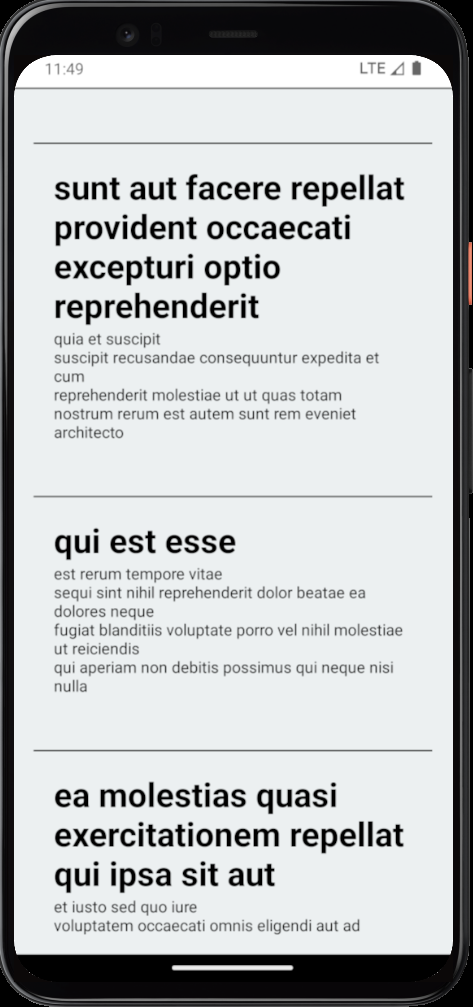 11:49
LTE
sunt aut facere repellat
provident occaecati
excepturi optio
reprehenderit
quia et suscipit
suscipit recusandae consequuntur expedita et
cum
reprehenderit molestiae ut ut quas totam
nostrum rerum est autem sunt rem eveniet
architecto
qui est esse
est rerum tempore vitae
sequi sint nihil reprehenderit dolor beatae ea
dolores neque
fugiat blanditiis voluptate porro vel nihil molestiae
ut reiciendis
qui aperiam non debitis possimus qui neque nisi
nulla
ea molestias quasi
exercitationem repellat
qui ipsa sit aut
et iusto sed quo iure
voluptatem occaecati omnis eligendi aut ad